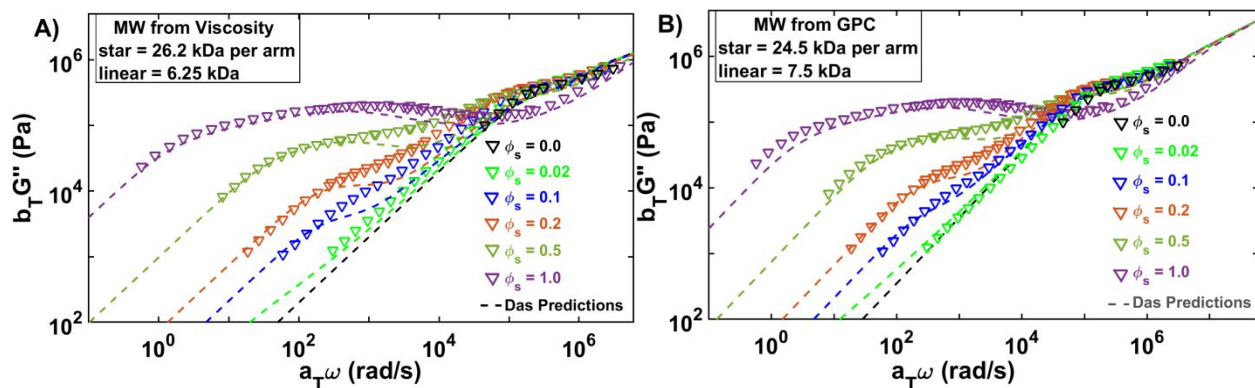 A)
MW from Viscosity
star = 26.2 kDa per arm
linear = 6.25 kDa
b_T G'' (Pa)
10^6
10^4
10^2
10^0
10^2
10^4
10^6
a_T ω (rad/s)
ϕ_s = 0.0
ϕ_s = 0.02
ϕ_s = 0.1
ϕ_s = 0.2
ϕ_s = 0.5
ϕ_s = 1.0
Das Predictions
B)
MW from GPC
star = 24.5 kDa per arm
linear = 7.5 kDa
b_T G'' (Pa)
10^6
10^4
10^2
10^0
10^2
10^4
10^6
a_T ω (rad/s)
ϕ_s = 0.0
ϕ_s = 0.02
ϕ_s = 0.1
ϕ_s = 0.2
ϕ_s = 0.5
ϕ_s = 1.0
Das Predictions